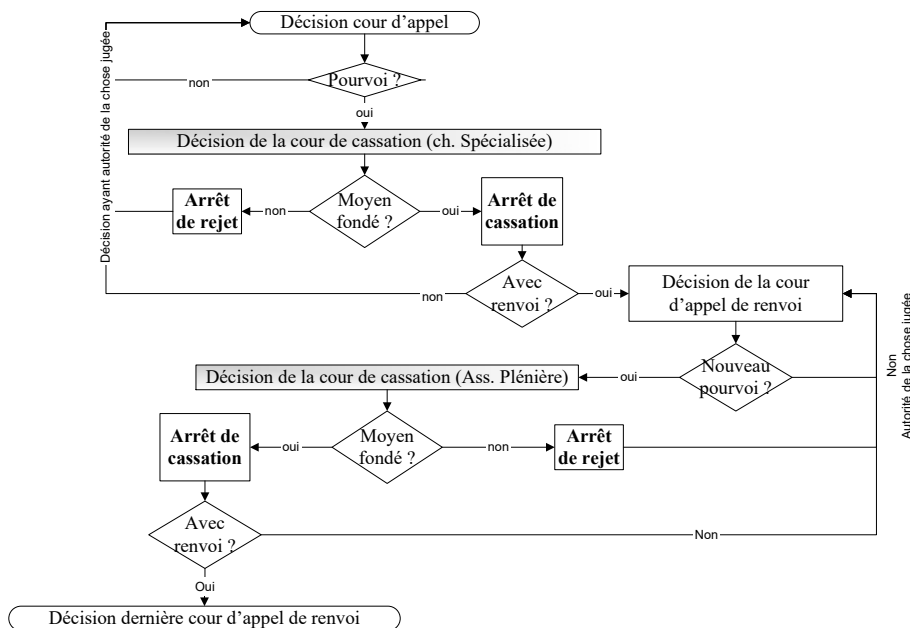 Décision cour d'appel
Pourvoi ?
non
oui
Décision ayant autorité de la chose jugée
Décision de la cour de cassation (ch. Spécialisée)
Arrêt
de rejet
non
Moyen
fondé ?
oui
Arrêt de
cassation
non
Avec
renvoi ?
oui
Décision de la cour
d'appel de renvoi
Non
Autorité de la chose jugée
Nouveau
pourvoi ?
oui
Décision de la cour de cassation (Ass. Plénière)
Arrêt de
cassation
oui
Moyen
fondé ?
non
Arrêt
de rejet
Avec
renvoi ?
Non
Oui
Décision dernière cour d'appel de renvoi